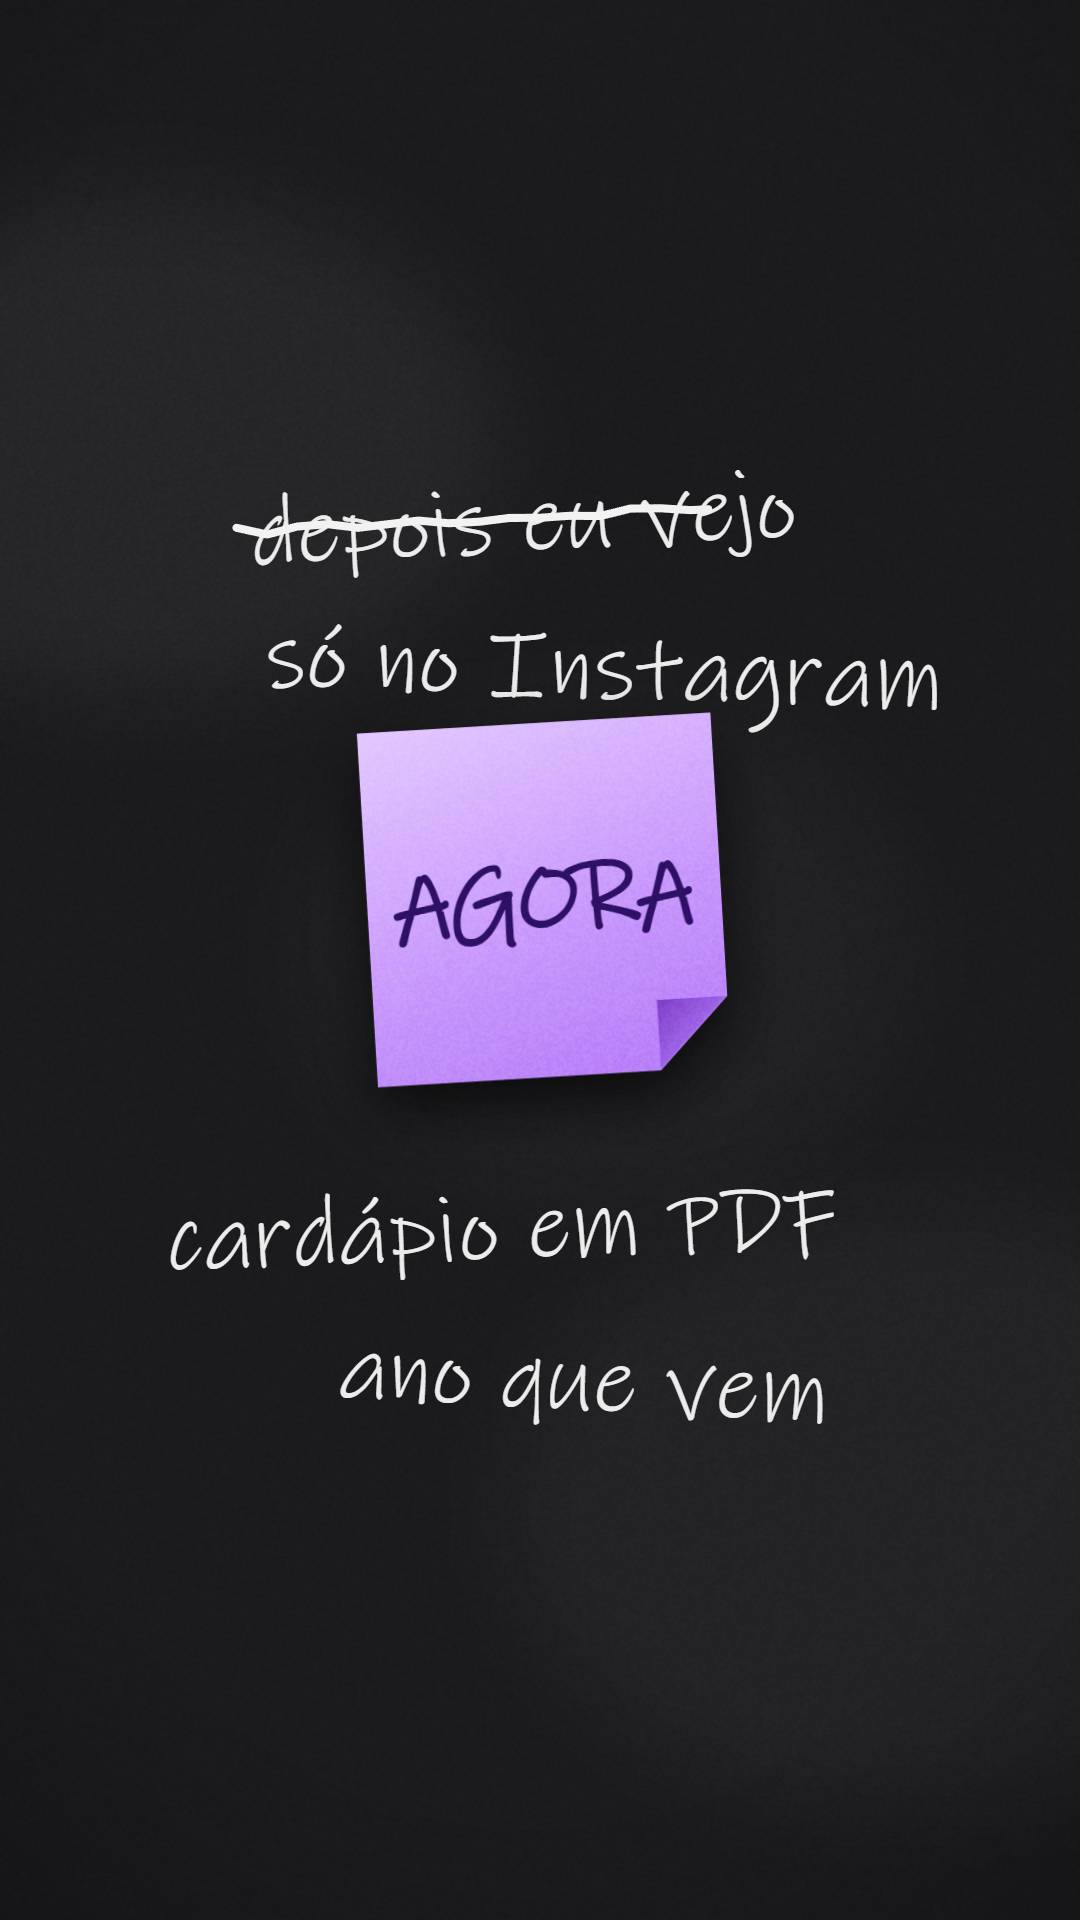 depois eu vejo
só no Instagram
AGORA
cardápio em PDF
ano que vem